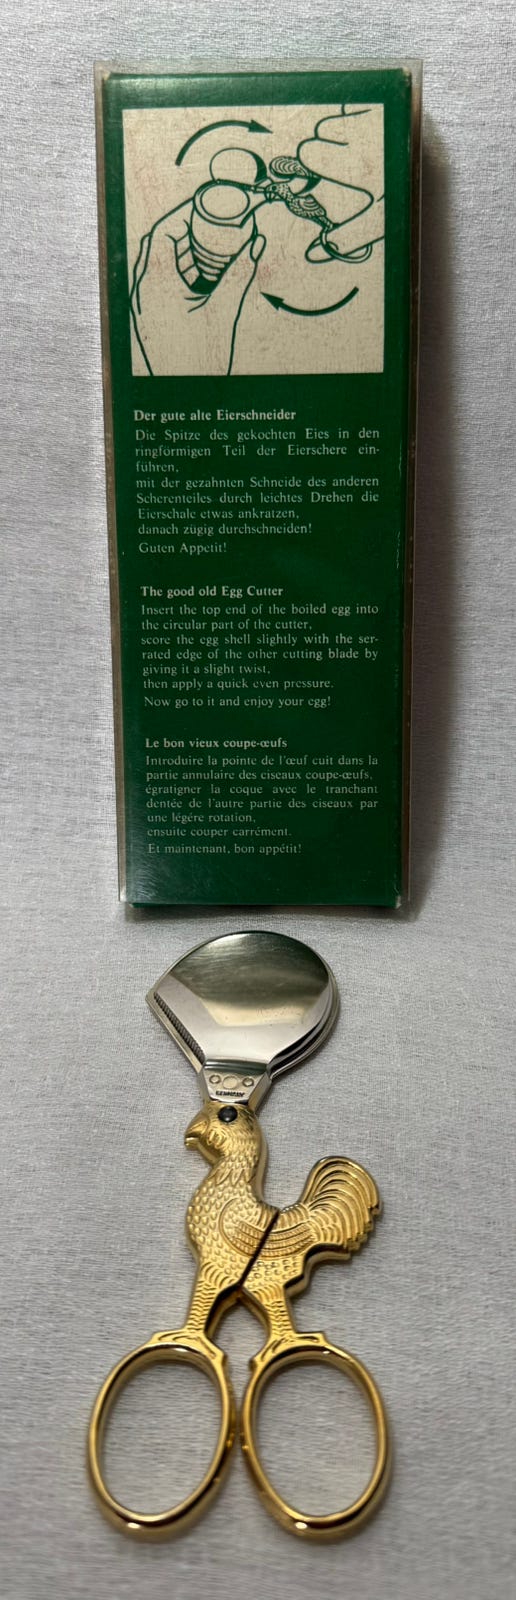 Der gute alte Eierschneider
Die Spitze des gekochten Eies in den
ringförmigen Teil der Eierschere ein-
führen,
mit der gezahnten Schneide des anderen
Scherenteiles durch leichtes Drehen die
Eierschale etwas ankratzen,
danach zügig durchschneiden!
Guten Appetit!
The good old Egg Cutter
Insert the top end of the boiled egg into
the circular part of the cutter,
score the egg shell slightly with the ser-
rated edge of the other cutting blade by
giving it a slight twist,
then apply a quick even pressure.
Now go to it and enjoy your egg!
Le bon vieux coupe-œufs
Introduire la pointe de l'œuf cuit dans la
partie annulaire des ciseaux coupe-œufs,
égratigner la coque avec le tranchant
dentée de l'autre partie des ciseaux par
une légére rotation,
ensuite couper carrément.
Et maintenant, bon appétit!
GERMANY